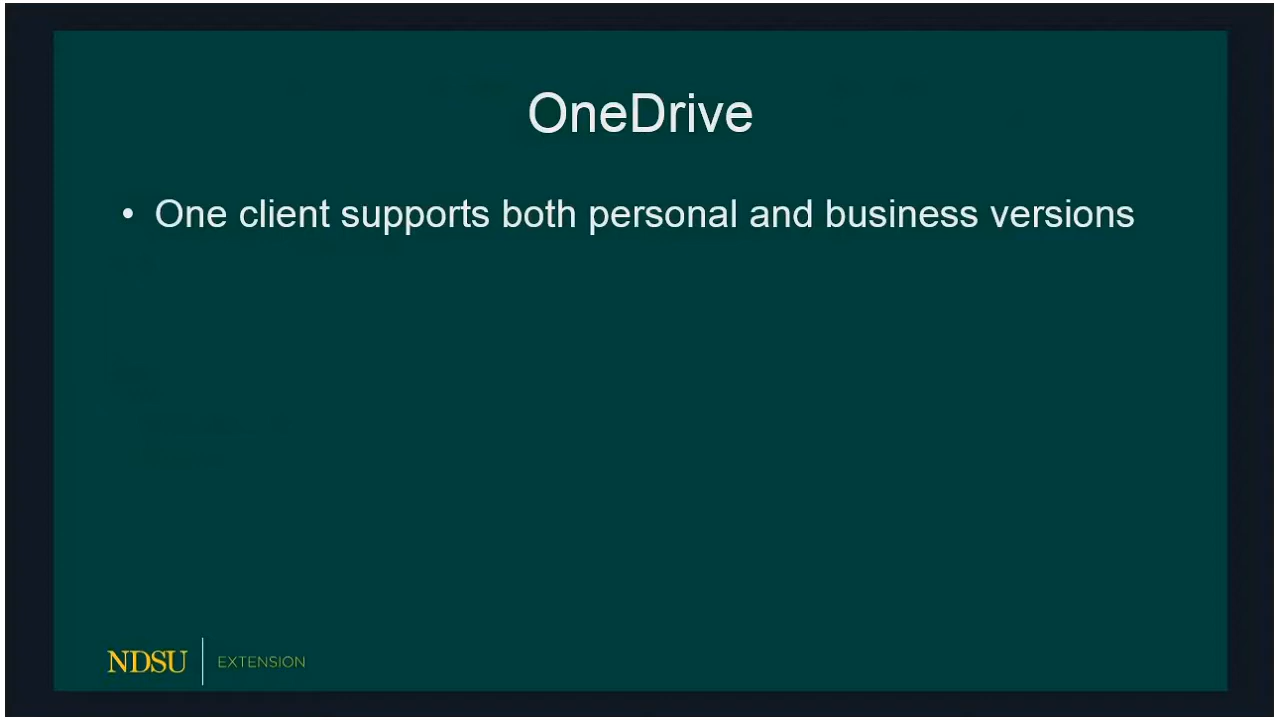 OneDrive
• One client supports both personal and business versions
NDSU EXTENSION